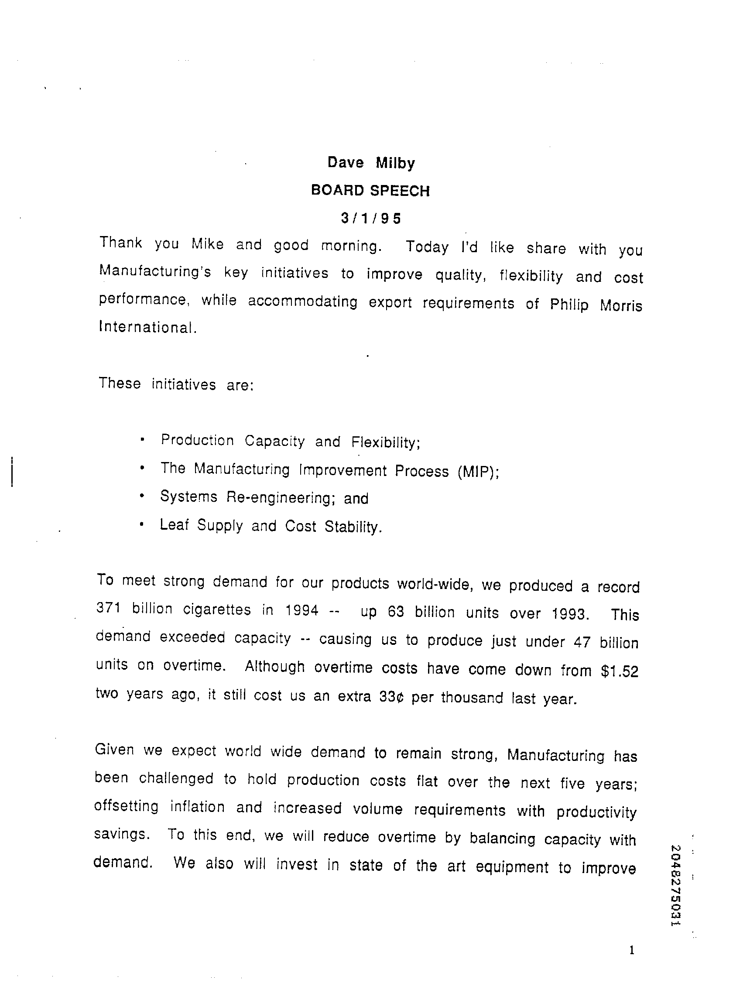 Dave Milby
BOARD SPEECH
3/1/95
Thank you Mike and good morning. Today I'd like share with you
Manufacturing's key initiatives to improve quality, flexibility and cost
performance, while accommodating export requirements of Philip Morris
International.
These initiatives are:
• Production Capacity and Flexibility;
• The Manufacturing Improvement Process (MIP);
• Systems Re-engineering; and
• Leaf Supply and Cost Stability.
To meet strong demand for our products world-wide, we produced a record
371 billion cigarettes in 1994 -- up 63 billion units over 1993. This
demand exceeded capacity -- causing us to produce just under 47 billion
units on overtime. Although overtime costs have come down from $1.52
two years ago, it still cost us an extra 33¢ per thousand last year.
Given we expect world wide demand to remain strong, Manufacturing has
been challenged to hold production costs flat over the next five years;
offsetting inflation and increased volume requirements with productivity
savings. To this end, we will reduce overtime by balancing capacity with
demand. We also will invest in state of the art equipment to improve
2048275031
1